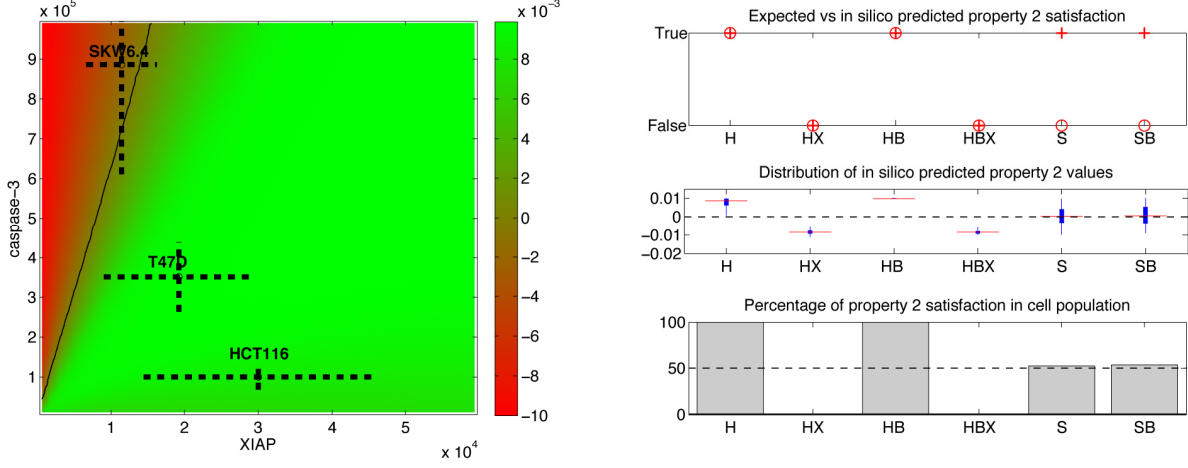 x 10⁵
9
8
7
6
5
4
3
2
1
caspase-3
SKW6.4
T47D
HCT116
1
2
3
4
5
XIAP
x 10⁴
x 10⁻³
8
6
4
2
0
−2
−4
−6
−8
−10
Expected vs in silico predicted property 2 satisfaction
True
False
H HX HB HBX S SB
Distribution of in silico predicted property 2 values
0.01
0
−0.01
−0.02
H HX HB HBX S SB
Percentage of property 2 satisfaction in cell population
100
50
0
H HX HB HBX S SB